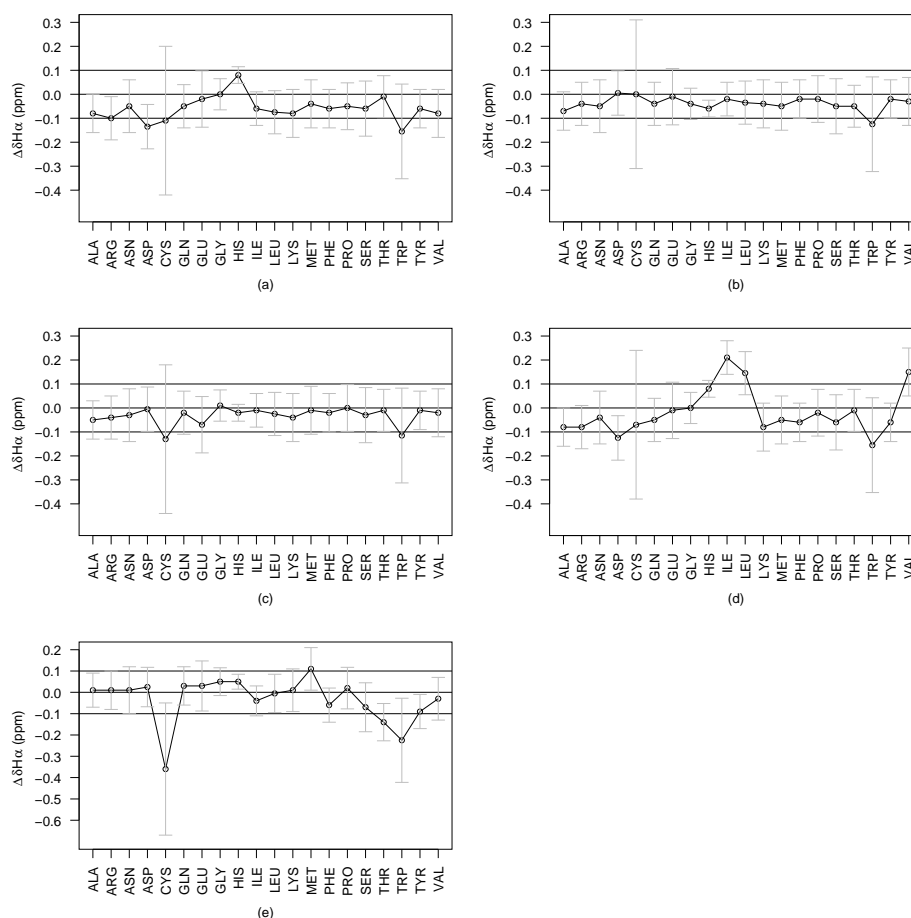 0.3
0.2
0.1
0.0
−0.1
−0.2
−0.3
−0.4
ΔδHα (ppm)
ALA ARG ASN ASP CYS GLN GLU GLY HIS ILE LEU LYS MET PHE PRO SER THR TRP TYR VAL
(a)
0.3
0.2
0.1
0.0
−0.1
−0.2
−0.3
−0.4
ΔδHα (ppm)
ALA ARG ASN ASP CYS GLN GLU GLY HIS ILE LEU LYS MET PHE PRO SER THR TRP TYR VAL
(b)
0.3
0.2
0.1
0.0
−0.1
−0.2
−0.3
−0.4
ΔδHα (ppm)
ALA ARG ASN ASP CYS GLN GLU GLY HIS ILE LEU LYS MET PHE PRO SER THR TRP TYR VAL
(c)
0.3
0.2
0.1
0.0
−0.1
−0.2
−0.3
−0.4
ΔδHα (ppm)
ALA ARG ASN ASP CYS GLN GLU GLY HIS ILE LEU LYS MET PHE PRO SER THR TRP TYR VAL
(d)
0.2
0.1
0.0
−0.1
−0.2
−0.3
−0.4
−0.5
−0.6
ΔδHα (ppm)
ALA ARG ASN ASP CYS GLN GLU GLY HIS ILE LEU LYS MET PHE PRO SER THR TRP TYR VAL
(e)